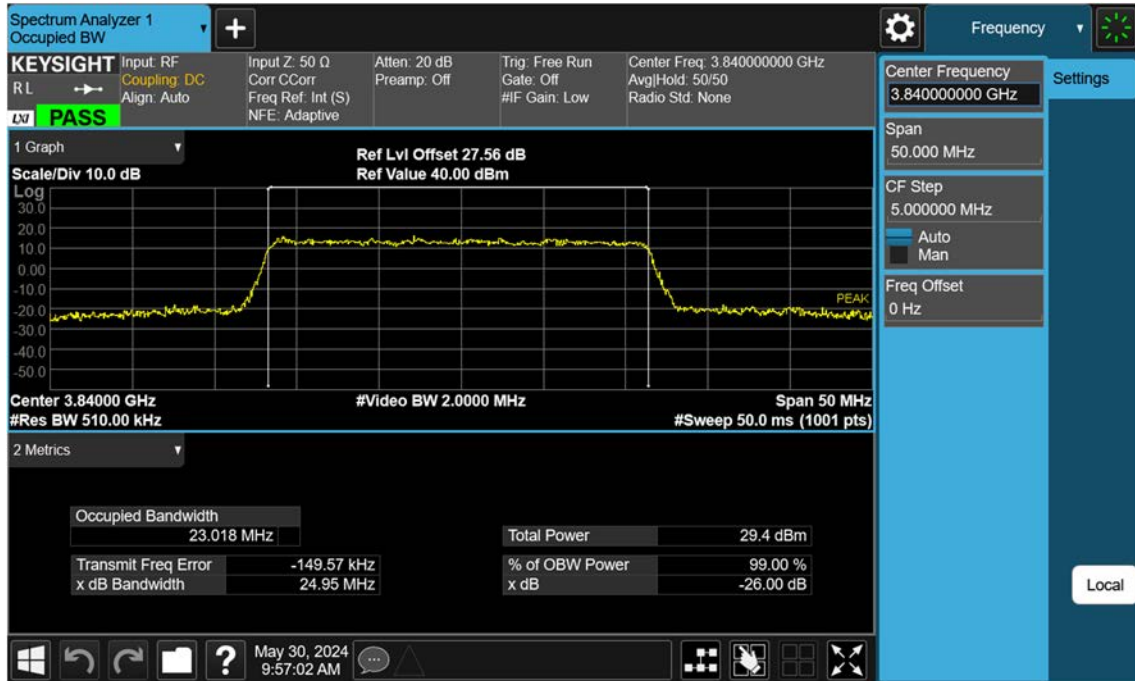 Spectrum Analyzer 1
Occupied BW
+
Frequency
KEYSIGHT
R L
LXI
PASS
Input: RF
Coupling: DC
Align: Auto
Input Z: 50 Ω
Corr CCorr
Freq Ref: Int (S)
NFE: Adaptive
Atten: 20 dB
Preamp: Off
Trig: Free Run
Gate: Off
#IF Gain: Low
Center Freq: 3.840000000 GHz
Avg|Hold: 50/50
Radio Std: None
Center Frequency
3.840000000 GHz
Settings
Span
50.000 MHz
CF Step
5.000000 MHz
Auto
Man
Freq Offset
0 Hz
Local
1 Graph
Scale/Div 10.0 dB
Ref Lvl Offset 27.56 dB
Ref Value 40.00 dBm
Log
30.0
20.0
10.0
0.00
-10.0
-20.0
-30.0
-40.0
-50.0
PEAK
Center 3.84000 GHz
#Video BW 2.0000 MHz
Span 50 MHz
#Res BW 510.00 kHz
#Sweep 50.0 ms (1001 pts)
2 Metrics
Occupied Bandwidth
23.018 MHz
Total Power 29.4 dBm
Transmit Freq Error -149.57 kHz
% of OBW Power 99.00 %
x dB Bandwidth 24.95 MHz
x dB -26.00 dB
?
May 30, 2024
9:57:02 AM